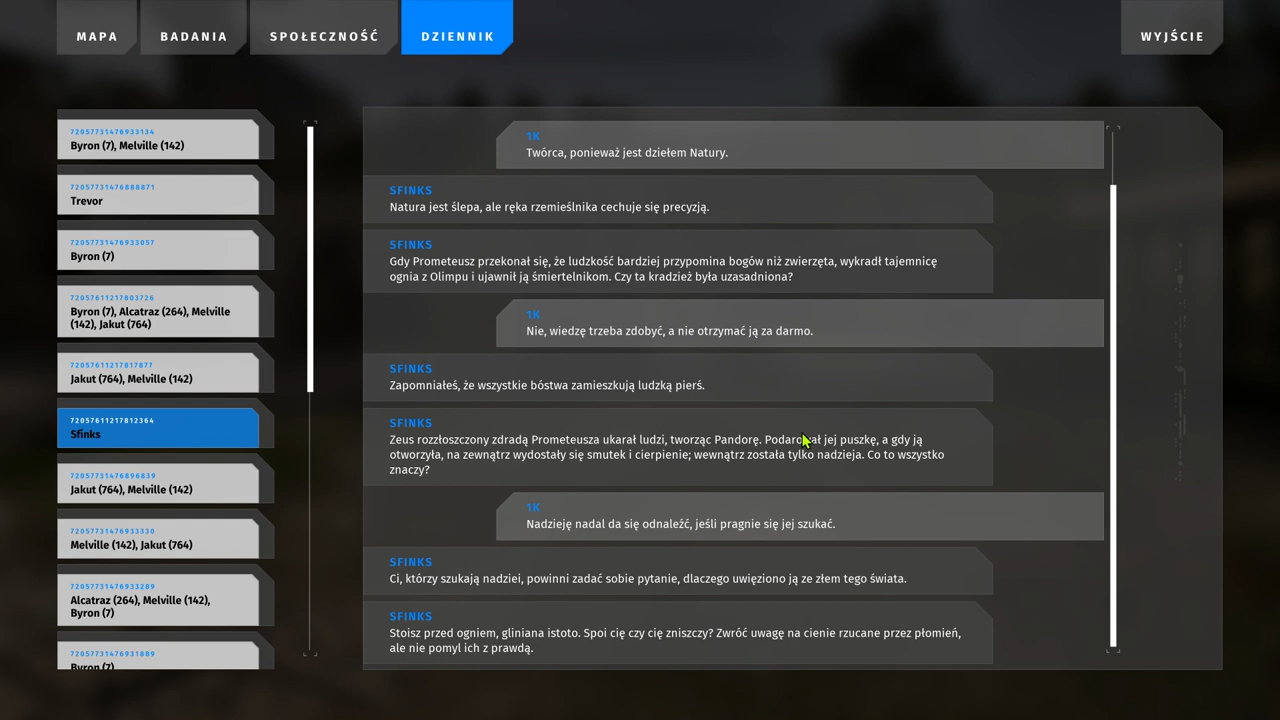 MAPA
BADANIA
SPOŁECZNOŚĆ
DZIENNIK
WYJŚCIE
72057731476933134
Byron (7), Melville (142)
72057731476888871
Trevor
72057731476933057
Byron (7)
72057611217803726
Byron (7), Alcatraz (264), Melville
(142), Jakut (764)
72057611217817877
Jakut (764), Melville (142)
72057611217812364
Sfinks
72057731476896839
Jakut (764), Melville (142)
72057731476933330
Melville (142), Jakut (764)
72057731476933289
Alcatraz (264), Melville (142),
Byron (7)
72057731476931889
Byron (7)
1K
Twórca, ponieważ jest dziełem Natury.
SFINKS
Natura jest ślepa, ale ręka rzemieślnika cechuje się precyzją.
SFINKS
Gdy Prometeusz przekonał się, że ludzkość bardziej przypomina bogów niż zwierzęta, wykradł tajemnicę
ognia z Olimpu i ujawnił ją śmiertelnikom. Czy ta kradzież była uzasadniona?
1K
Nie, wiedzę trzeba zdobyć, a nie otrzymać ją za darmo.
SFINKS
Zapomniałeś, że wszystkie bóstwa zamieszkują ludzką pierś.
SFINKS
Zeus rozzłoszczony zdradą Prometeusza ukarał ludzi, tworząc Pandorę. Podarował jej puszkę, a gdy ją
otworzyła, na zewnątrz wydostały się smutek i cierpienie; wewnątrz została tylko nadzieja. Co to wszystko
znaczy?
1K
Nadzieję nadal da się odnaleźć, jeśli pragnie się jej szukać.
SFINKS
Ci, którzy szukają nadziei, powinni zadać sobie pytanie, dlaczego uwięziono ją ze złem tego świata.
SFINKS
Stoisz przed ogniem, gliniana istoto. Spoi cię czy cię zniszczy? Zwróć uwagę na cienie rzucane przez płomień,
ale nie pomyl ich z prawdą.